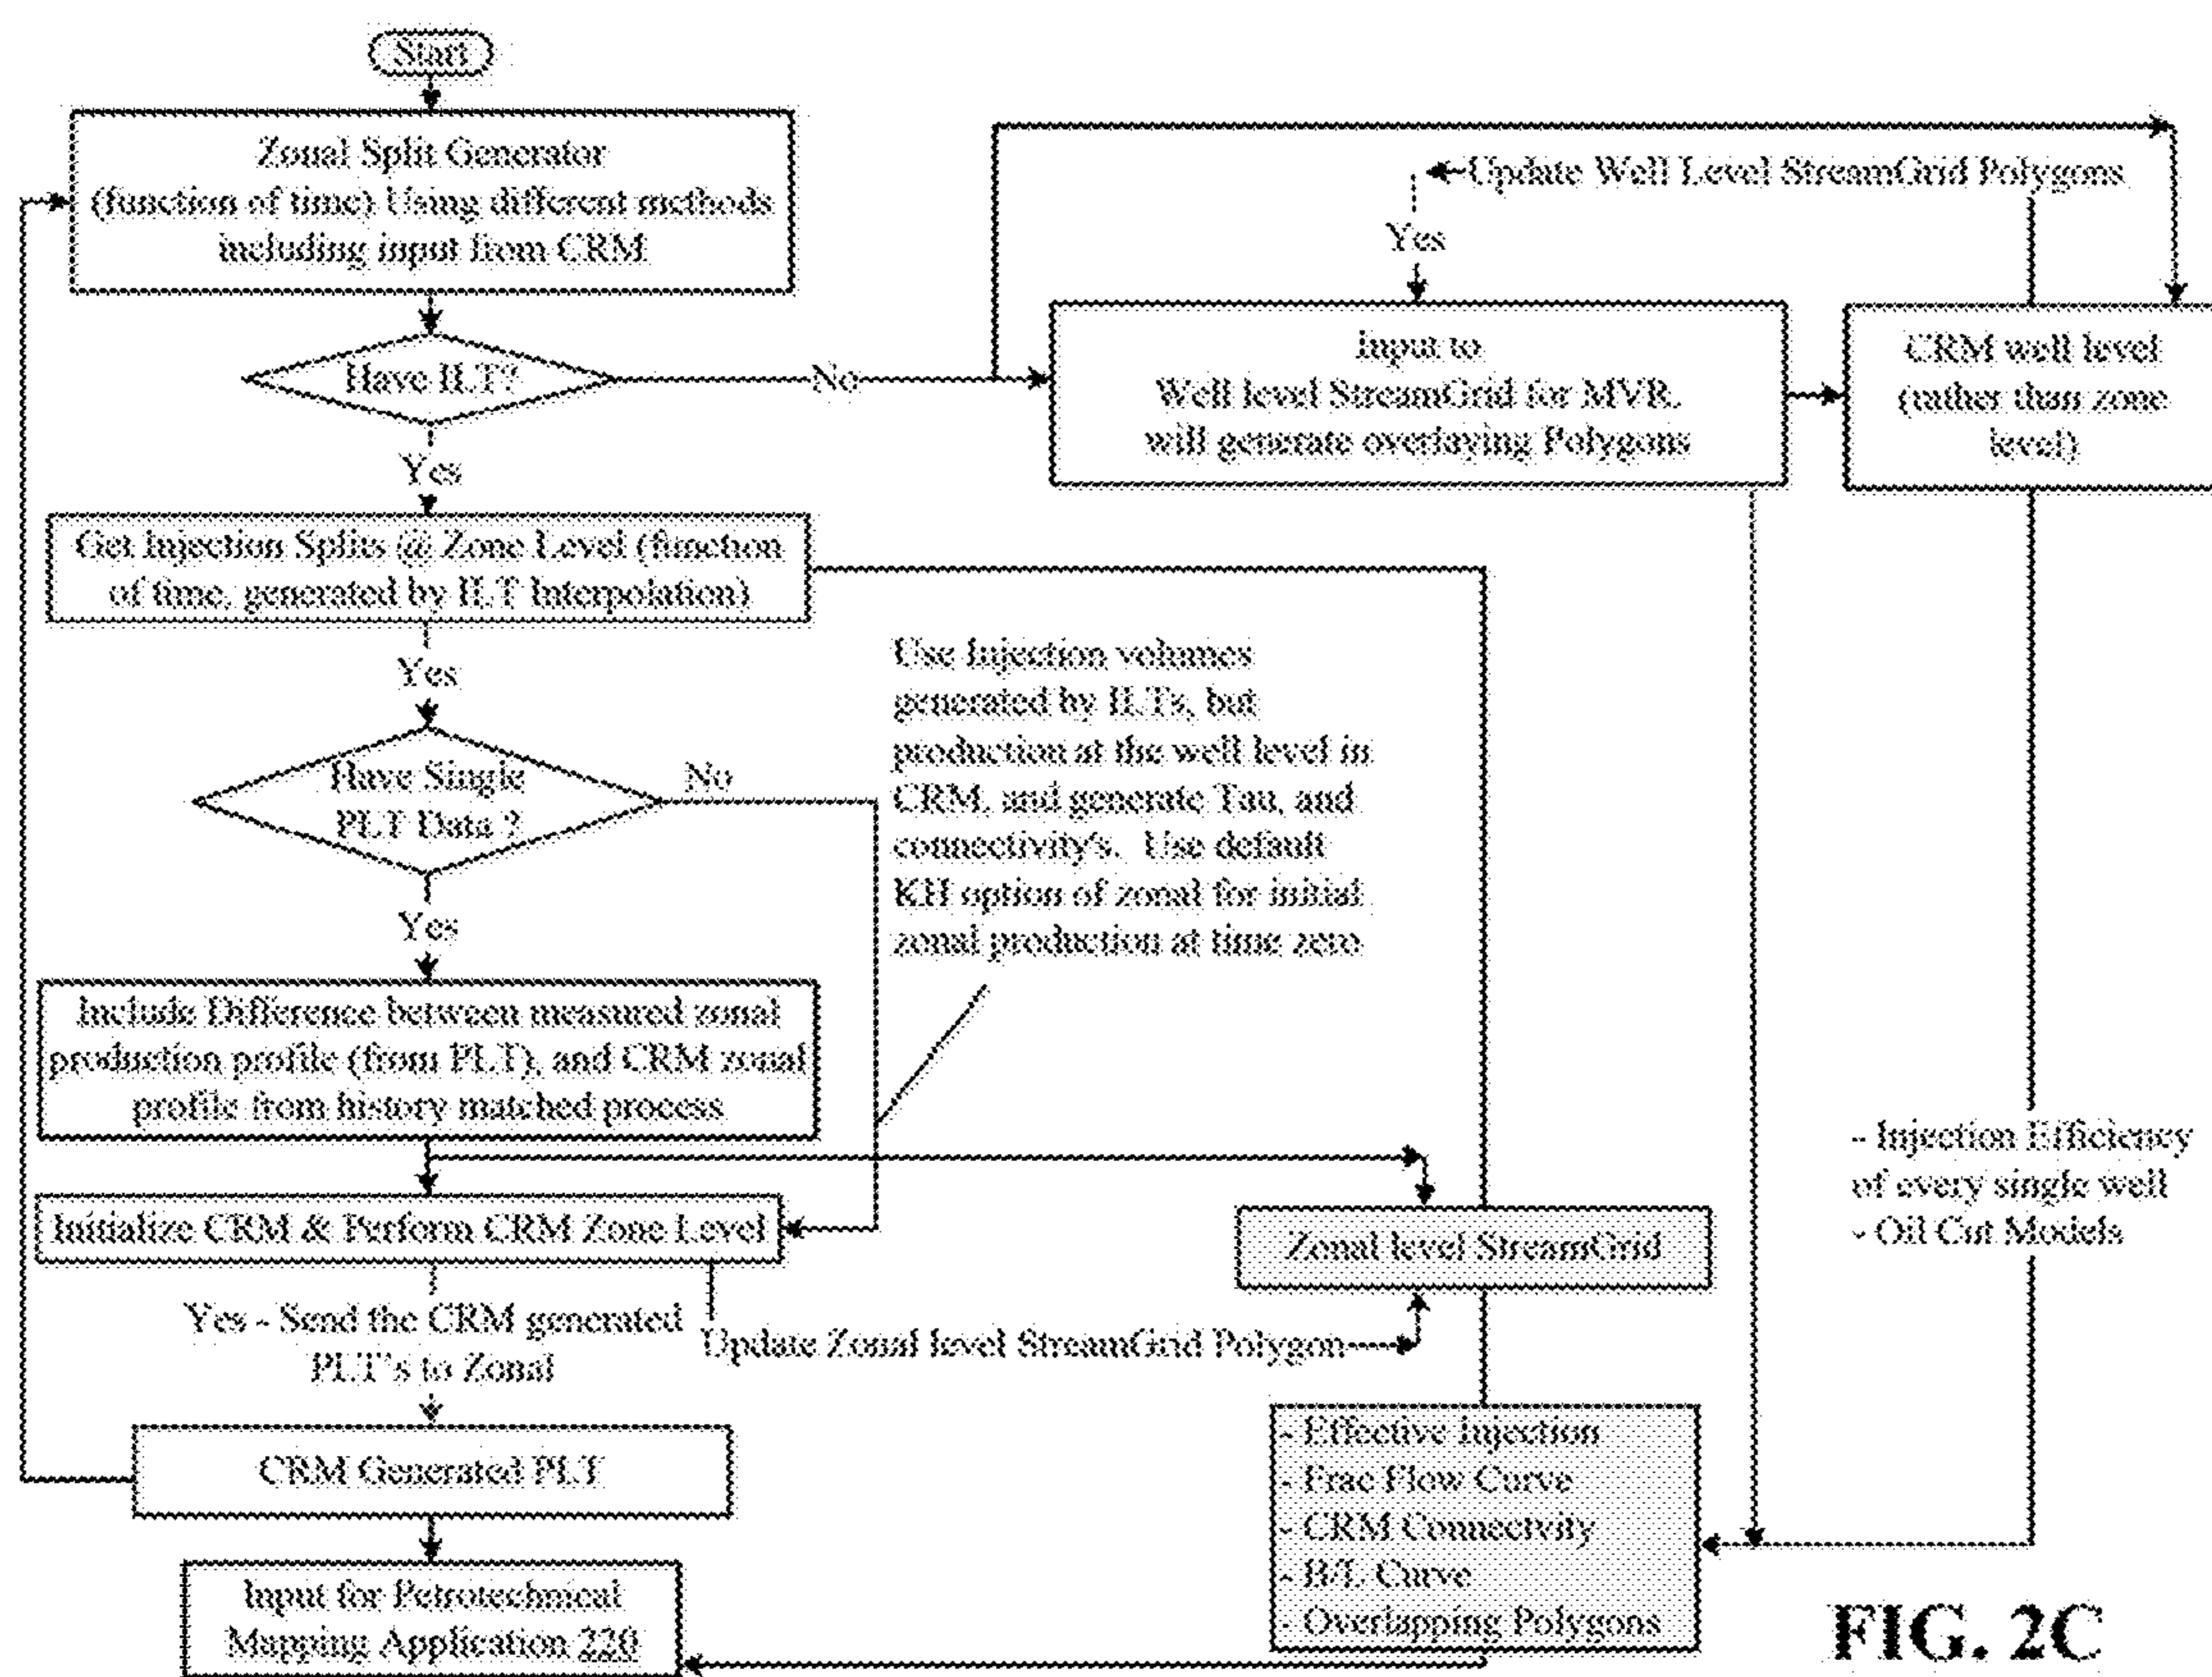 Start
Zonal Split Generator
(function of time) Using different methods
including input from CRM
Have ILT?
No
Yes
Update Well Level StreamGrid Polygons
Yes
Input to
Well level StreamGrid for MVR,
will generate overlaying Polygons
CRM well level
(rather than zone
level)
Get Injection Splits @ Zone Level (function
of time, generated by ILT Interpolation)
Yes
Have Single
PLT Data ?
No
Yes
Use Injection volumes
generated by ILTs, but
production at the well level in
CRM, and generate Tau, and
connectivity's. Use default
KH option of zonal for initial
zonal production at time zero
Include Difference between measured zonal
production profile (from PLT), and CRM zonal
profile from history matched process
Initialize CRM & Perform CRM Zone Level
Yes - Send the CRM generated
PLT's to Zonal
Update Zonal level StreamGrid Polygon
Zonal level StreamGrid
- Injection Efficiency
of every single well
- Oil Cut Models
CRM Generated PLT
- Effective Injection
- Frac Flow Curve
- CRM Connectivity
- B/L Curve
- Overlapping Polygons
Input for Petrotechnical
Mapping Application 220
FIG. 2C